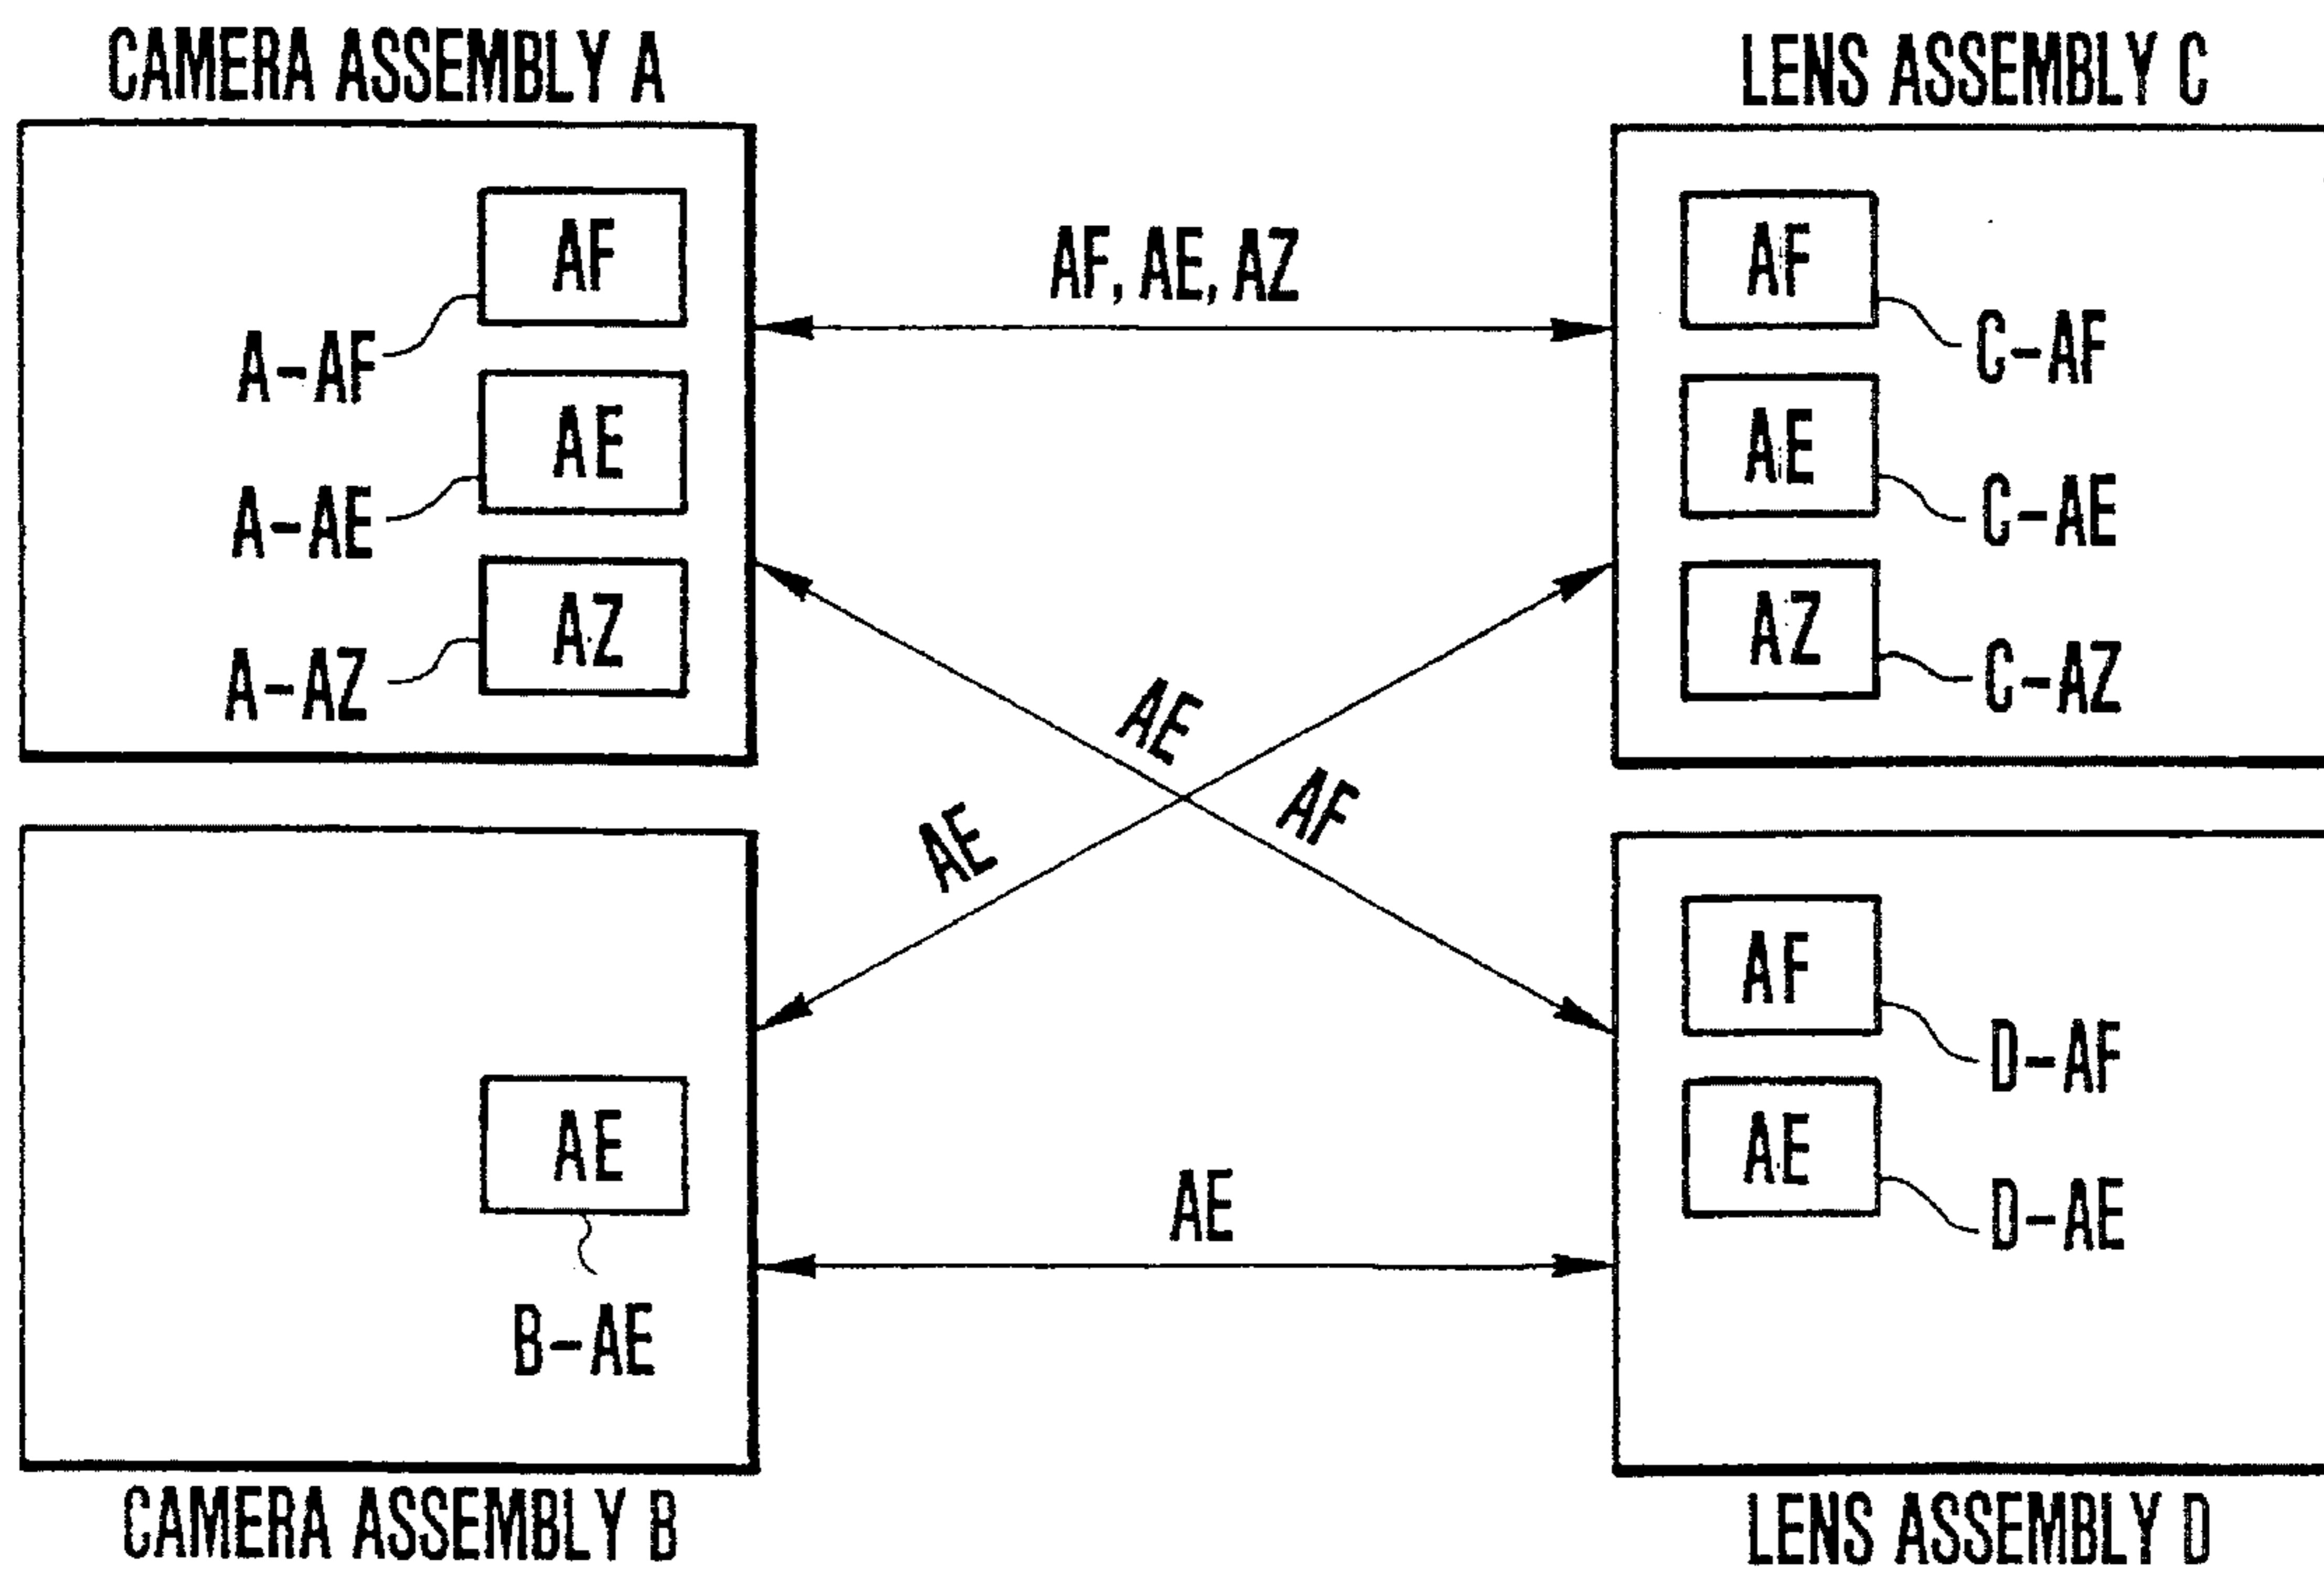 CAMERA ASSEMBLY A
LENS ASSEMBLY C
AF
A-AF
AE
A-AE
AZ
A-AZ
AF, AE, AZ
AF
C-AF
AE
C-AE
AZ
C-AZ
AE
AF
AE
AE
B-AE
AE
AF
D-AF
AE
D-AE
CAMERA ASSEMBLY B
LENS ASSEMBLY D